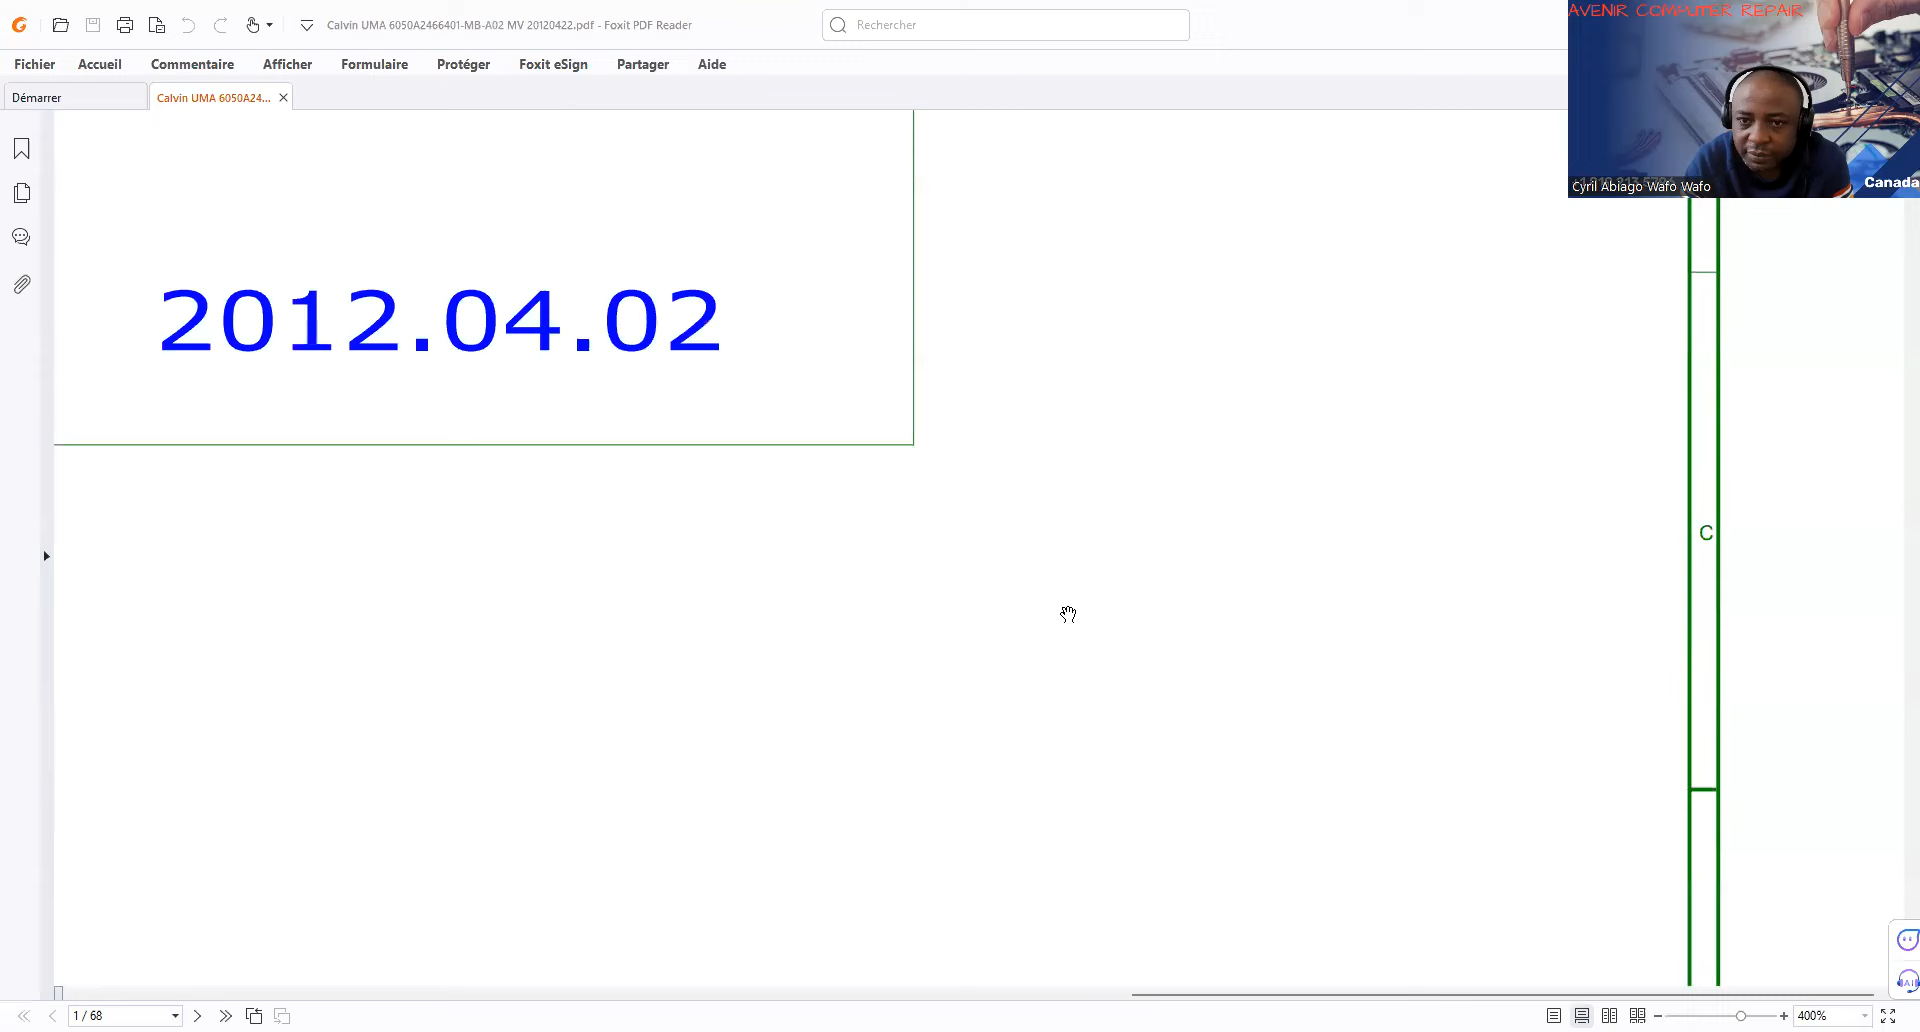 Calvin UMA 6050A2466401-MB-A02 MV 20120422.pdf - Foxit PDF Reader
Rechercher
AVENIR COMPUTER REPAIR
Fichier
Accueil
Commentaire
Afficher
Formulaire
Protéger
Foxit eSign
Partager
Aide
Démarrer
Calvin UMA 6050A24...
Cyril Abiago Wafo Wafo
Canada
2012.04.02
C
AI
1 / 68
400%